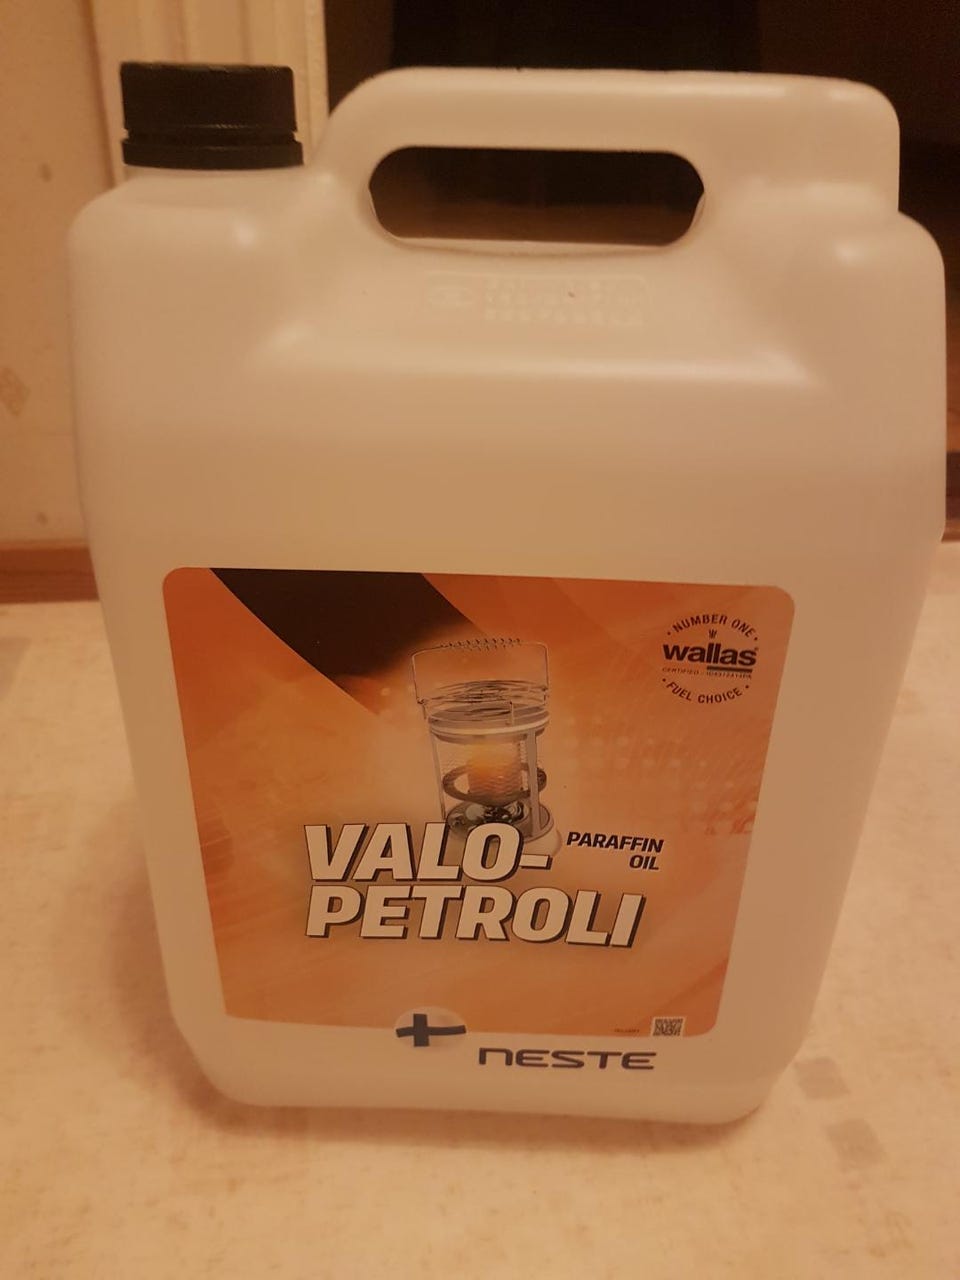 NUMBER ONE
wallas
FUEL CHOICE
VALO-
PARAFFIN
OIL
PETROLI
NESTE